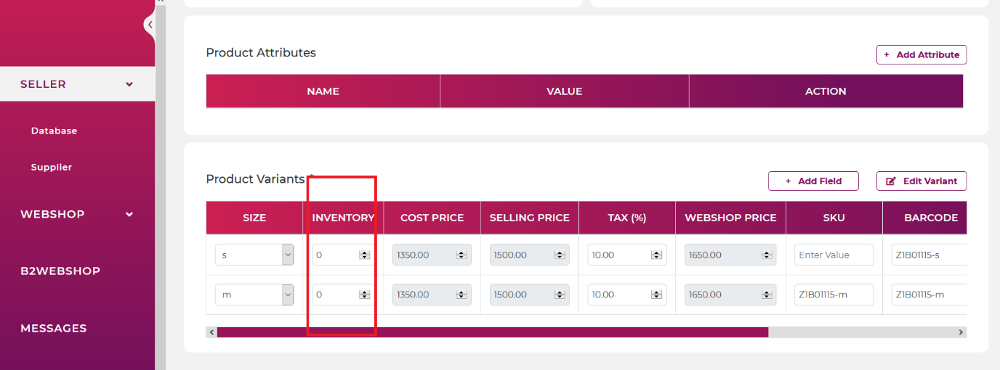 SELLER
Database
Supplier
WEBSHOP
B2WEBSHOP
MESSAGES
Product Attributes
+ Add Attribute
NAME VALUE ACTION
Product Variants *
+ Add Field Edit Variant
SIZE INVENTORY COST PRICE SELLING PRICE TAX (%) WEBSHOP PRICE SKU BARCODE
s 0 1350.00 1500.00 10.00 1650.00 Enter Value Z1B01115-s
m 0 1350.00 1500.00 10.00 1650.00 Z1B01115-m Z1B01115-m